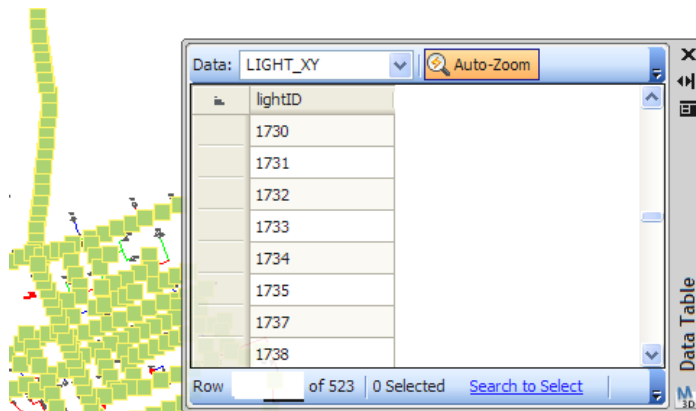 Data: LIGHT_XY Auto-Zoom
lightID
1730
1731
1732
1733
1734
1735
1737
1738
Row of 523 0 Selected Search to Select
Data Table
M
3D